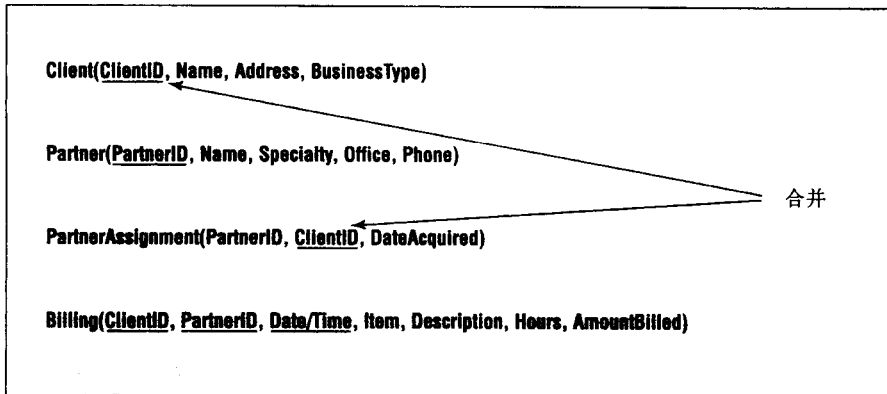 Client(ClientID, Name, Address, BusinessType)
Partner(PartnerID, Name, Specialty, Office, Phone)
合并
PartnerAssignment(PartnerID, ClientID, DateAcquired)
Billing(ClientID, PartnerID, Date/Time, Item, Description, Hours, AmountBilled)